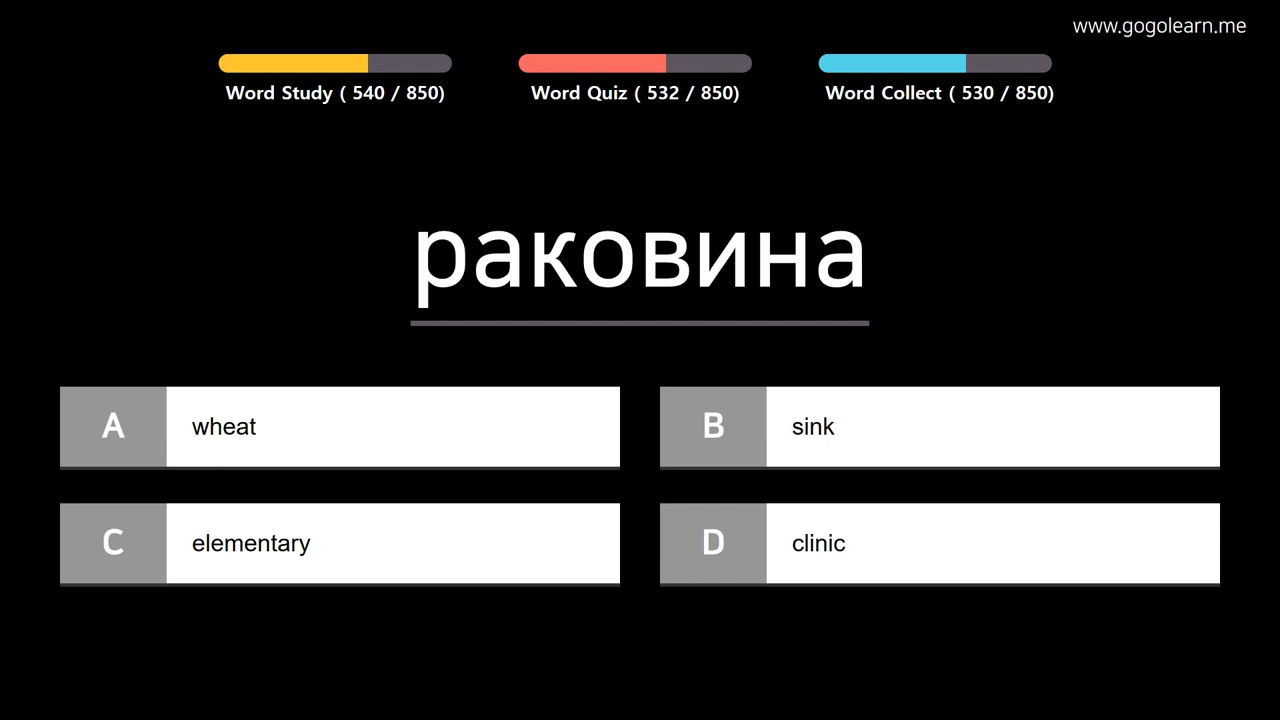 www.gogolearn.me
Word Study ( 540 / 850)
Word Quiz ( 532 / 850)
Word Collect ( 530 / 850)
раковина
A wheat
B sink
C elementary
D clinic